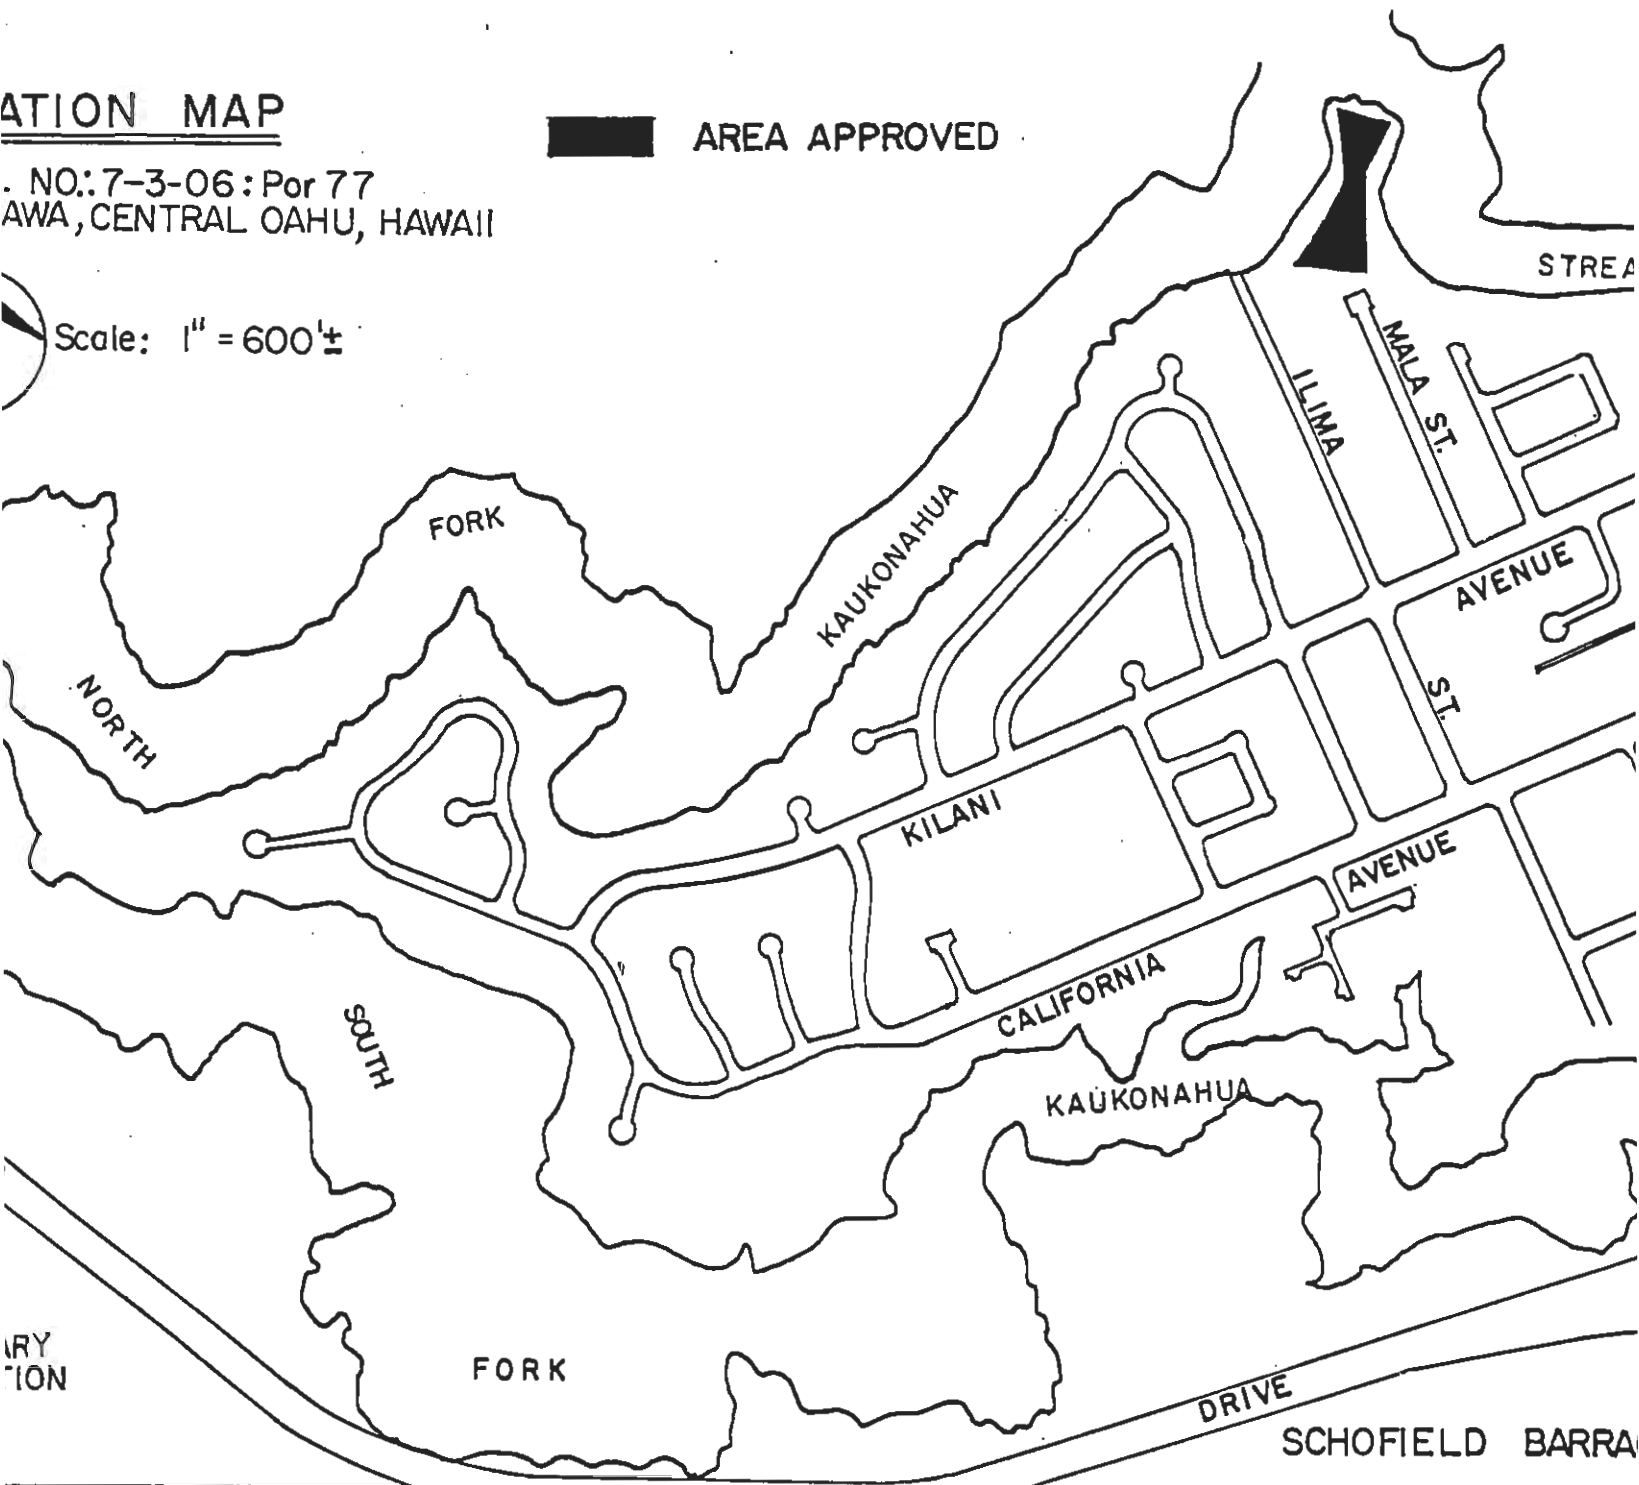 ATION MAP
AREA APPROVED
. NO.: 7-3-06: Por 77
AWA, CENTRAL OAHU, HAWAII
STREA
Scale: 1" = 600'±
MALA ST.
ILIMA
FORK
KAUKONAHUA
AVENUE
NORTH
ST.
KILANI
AVENUE
CALIFORNIA
SOUTH
KAUKONAHUA
ARY
TION
FORK
DRIVE
SCHOFIELD BARRA